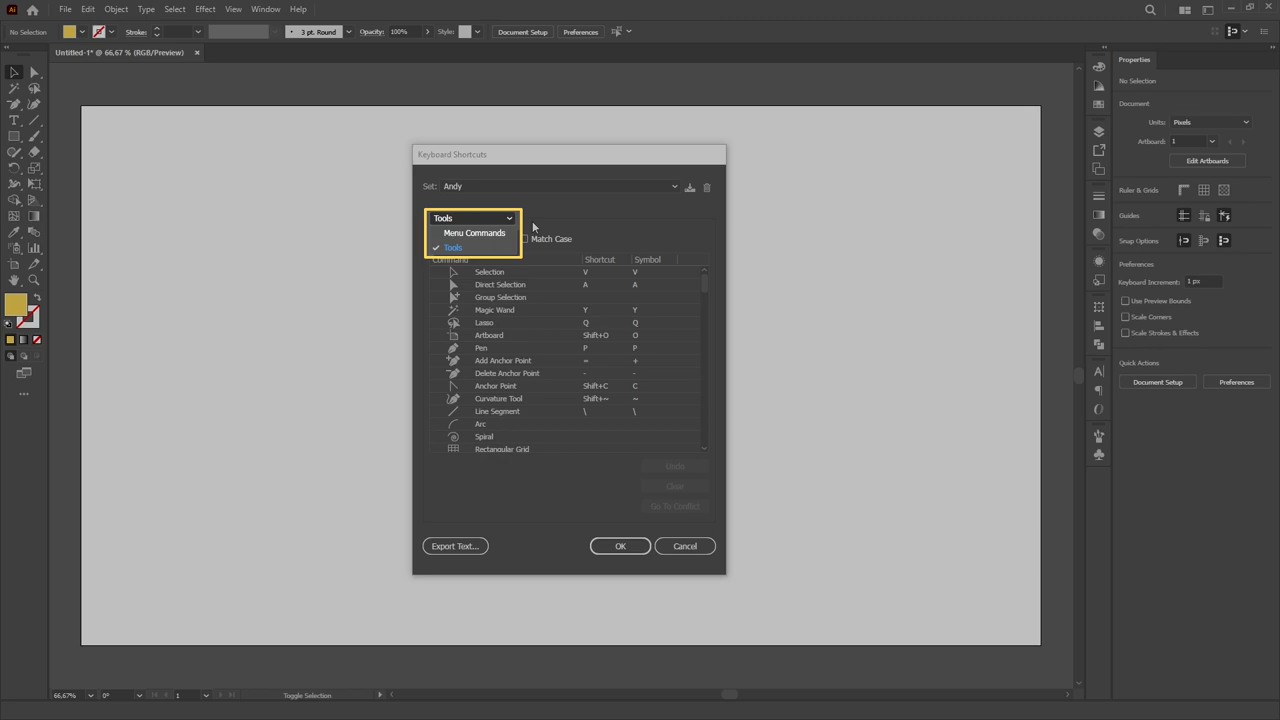 Ai File Edit Object Type Select Effect View Window Help
No Selection Stroke: 3 pt. Round Opacity: 100% Style: Document Setup Preferences
Untitled-1* @ 66,67 % (RGB/Preview) ×
Properties
No Selection
Document
Units: Pixels
Artboard: 1
Edit Artboards
Ruler & Grids
Guides
Snap Options
Preferences
Keyboard Increment: 1 px
Use Preview Bounds
Scale Corners
Scale Strokes & Effects
Quick Actions
Document Setup Preferences
Keyboard Shortcuts
Set: Andy
Tools
Menu Commands
Tools
Match Case
Command Shortcut Symbol
Selection V V
Direct Selection A A
Group Selection
Magic Wand Y Y
Lasso Q Q
Artboard Shift+O O
Pen P P
Add Anchor Point = +
Delete Anchor Point - -
Anchor Point Shift+C C
Curvature Tool Shift+~ ~
Line Segment \ \
Arc
Spiral
Rectangular Grid
Undo
Clear
Go To Conflict
Export Text... OK Cancel
66,67% 0° 1 Toggle Selection